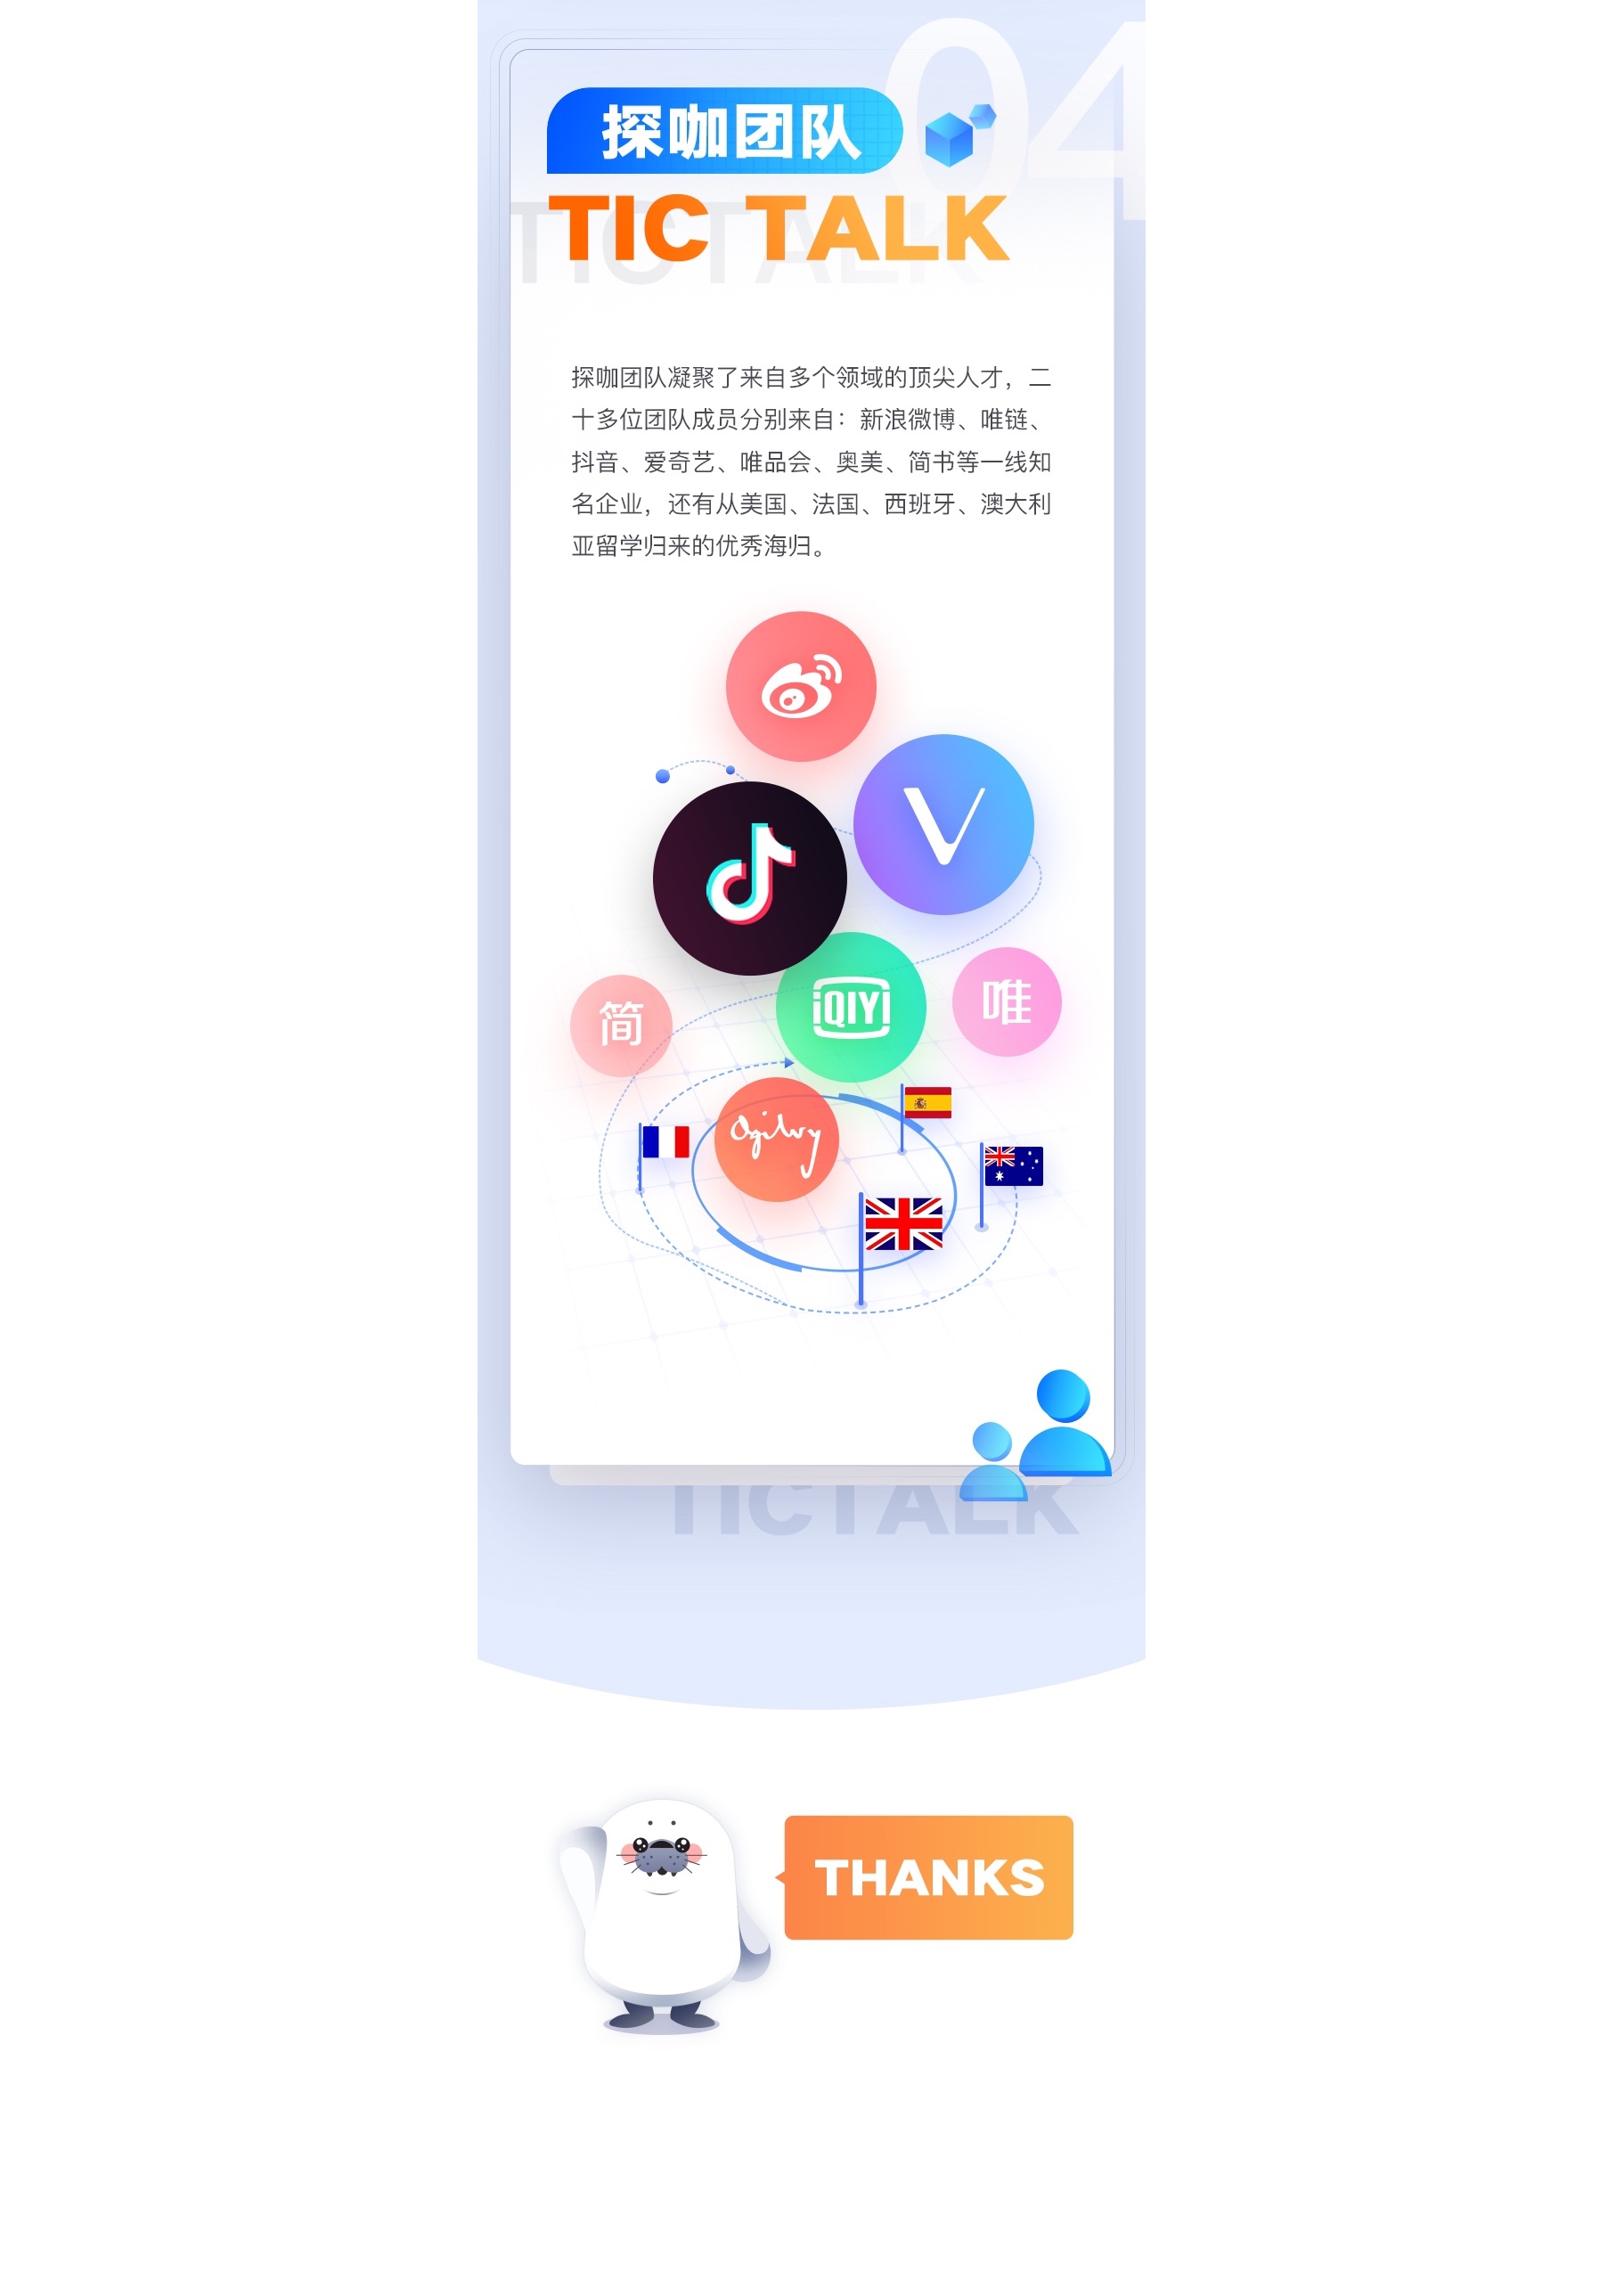 04
探咖团队
TIC TALK
TIC TALK
探咖团队凝聚了来自多个领域的顶尖人才，二
十多位团队成员分别来自：新浪微博、唯链、
抖音、爱奇艺、唯品会、奥美、简书等一线知
名企业，还有从美国、法国、西班牙、澳大利
亚留学归来的优秀海归。
iQIYI
简
唯
Ogilvy
TIC TALK
THANKS